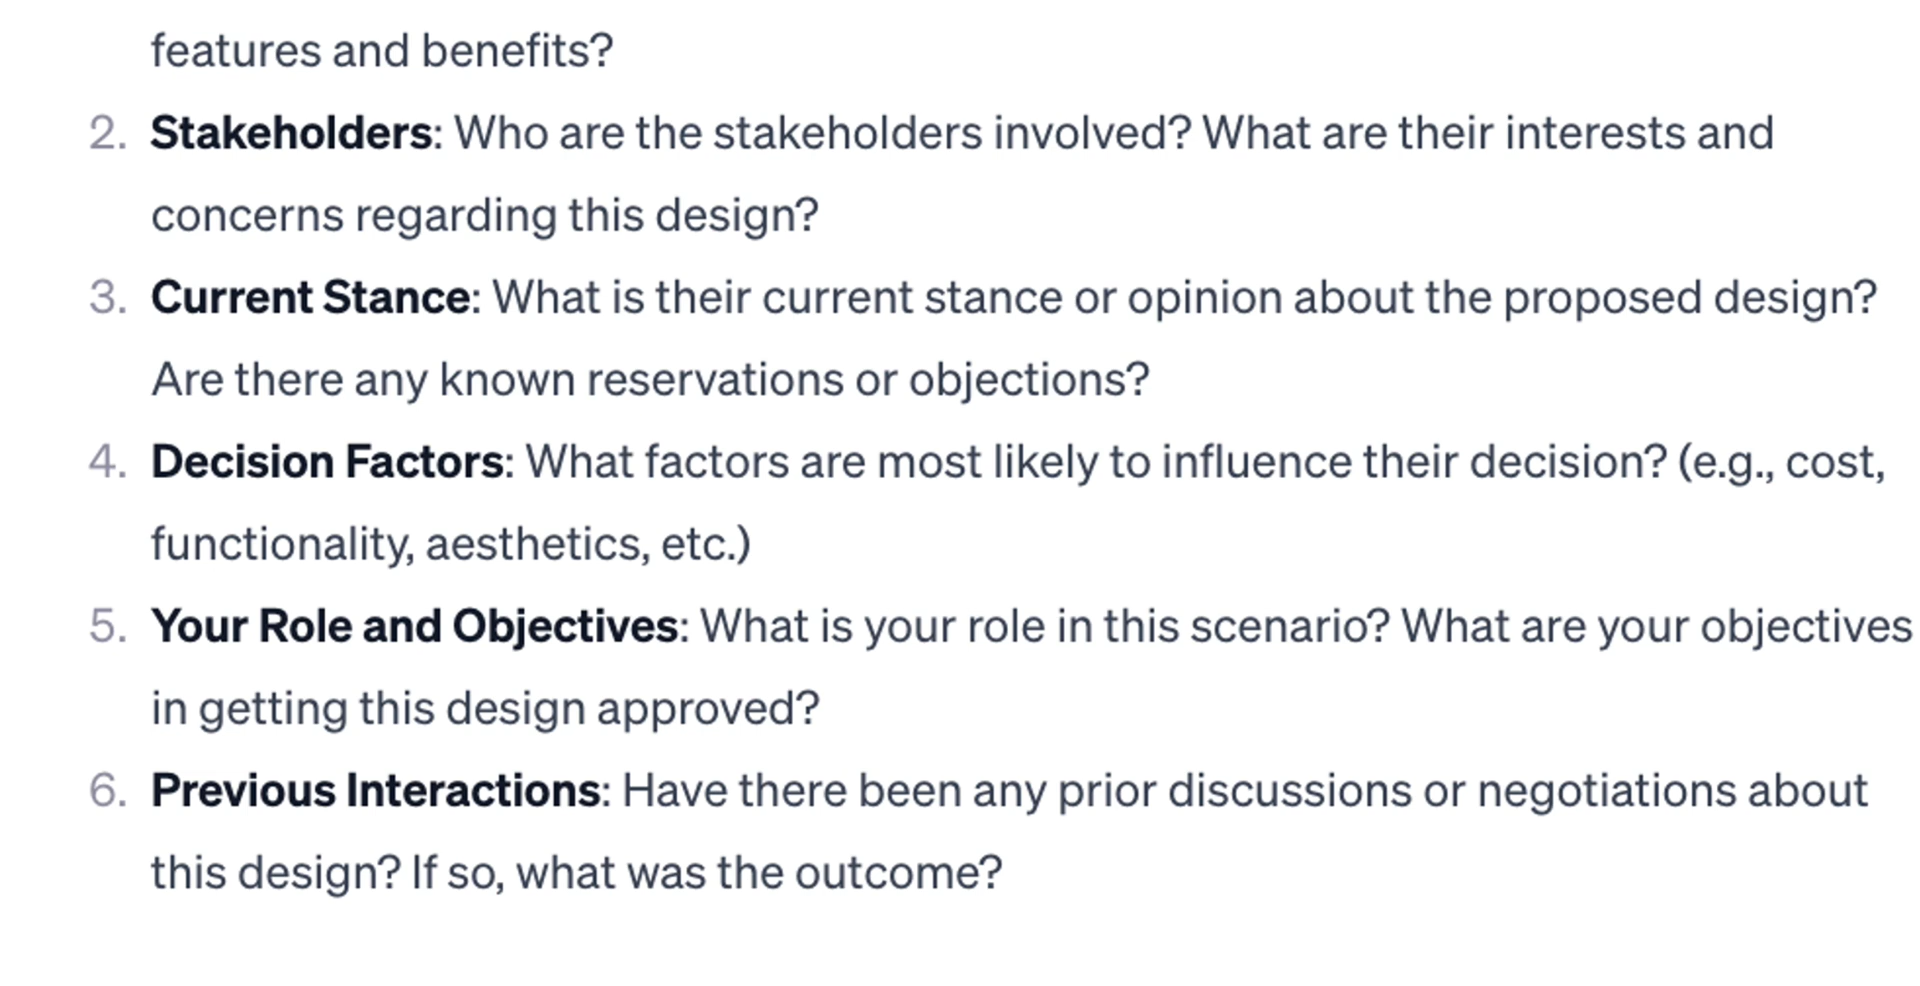 features and benefits?
2. Stakeholders: Who are the stakeholders involved? What are their interests and
concerns regarding this design?
3. Current Stance: What is their current stance or opinion about the proposed design?
Are there any known reservations or objections?
4. Decision Factors: What factors are most likely to influence their decision? (e.g., cost,
functionality, aesthetics, etc.)
5. Your Role and Objectives: What is your role in this scenario? What are your objectives
in getting this design approved?
6. Previous Interactions: Have there been any prior discussions or negotiations about
this design? If so, what was the outcome?